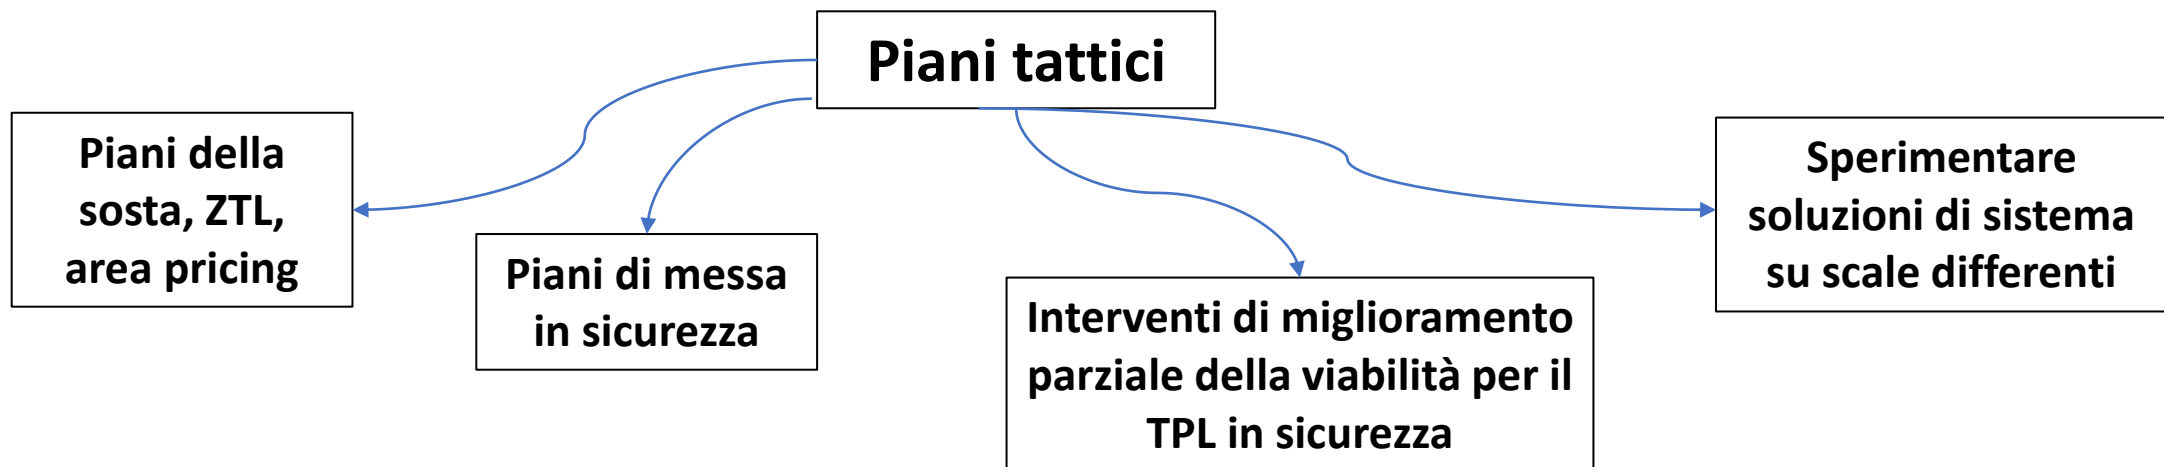 Piani tattici
Piani della
sosta, ZTL,
area pricing
Piani di messa
in sicurezza
Interventi di miglioramento
parziale della viabilità per il
TPL in sicurezza
Sperimentare
soluzioni di sistema
su scale differenti